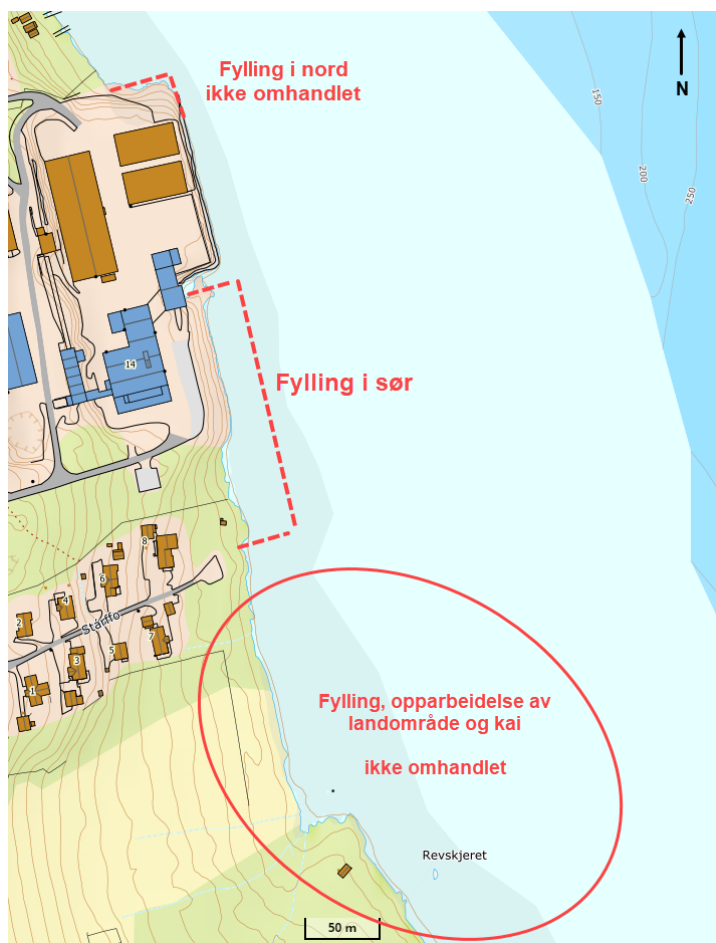 Fylling i nord
ikke omhandlet
N
150
200
250
14
Fylling i sør
8
6
4
2
Stårffo
7
5
3
1
Fylling, opparbeidelse av
landområde og kai
ikke omhandlet
Revskjeret
50 m